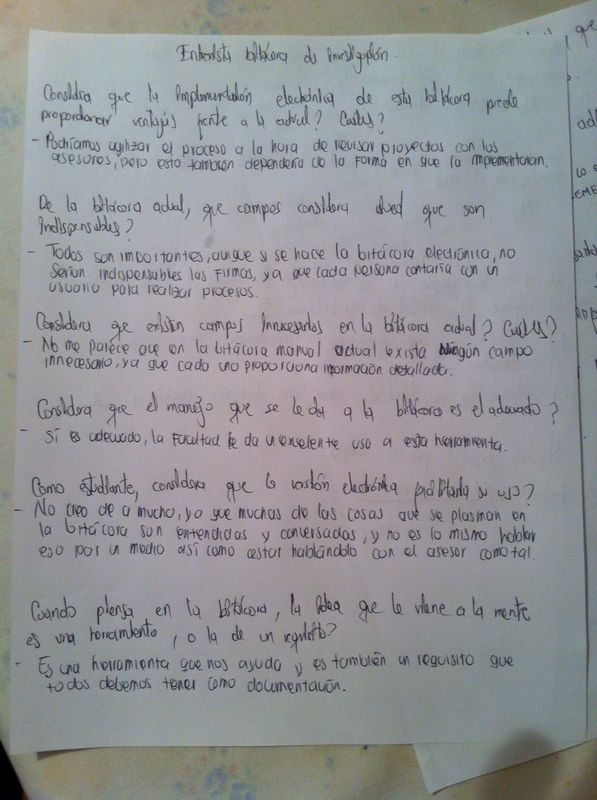 Entrevista bitácora de investigación.
Considera que la implementación electrónica de esta bitácora puede
proporcionar ventajas frente a la actual? Cuáles?
- Podríamos agilizar el proceso a la hora de revisar proyectos con los
asesores, pero esto también dependería de la forma en que la implementaran.
De la bitácora actual, que campos considera usted que son
indispensables?
- Todos son importantes, aunque si se hace la bitácora electrónica, no
serían indispensables las firmas, ya que cada persona contaría con un
usuario para realizar procesos.
Considera que existen campos innecesarios en la bitácora actual? Cuáles?
- No me parece que en la bitácora manual actual exista ningún campo
innecesario, ya que cada uno proporciona información detallada.
Considera que el manejo que se le da a la bitácora es el adecuado?
- Sí es adecuado, la Facultad le da un excelente uso a esta herramienta.
Como estudiante, considera que la versión electrónica facilitaría su uso?
- No creo de a mucho, ya que muchas de las cosas que se plasman en
la bitácora son entendidas y conversadas, y no es lo mismo hablar
eso por un medio así como estar hablándolo con el asesor como tal.
Cuando piensa en la bitácora, la idea que le viene a la mente
es una herramienta, o la de un requisito?
- Es una herramienta que nos ayuda y es también un requisito que
todos debemos tener como documentación.
que